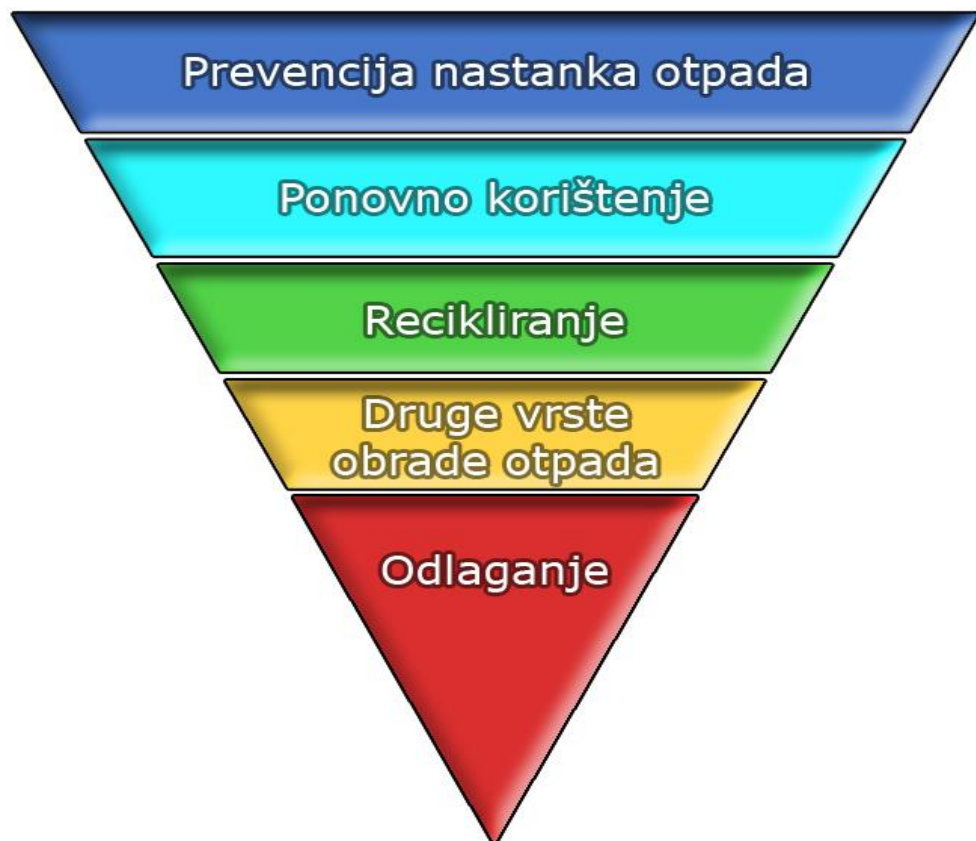 Prevencija nastanka otpada
Ponovno korištenje
Recikliranje
Druge vrste
obrade otpada
Odlaganje